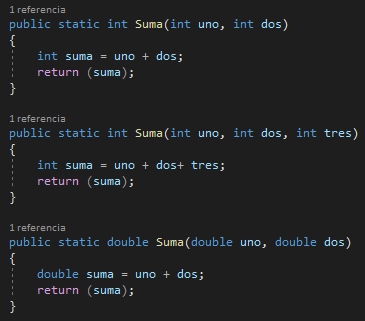 1 referencia
public static int Suma(int uno, int dos)
{
int suma = uno + dos;
return (suma);
}
1 referencia
public static int Suma(int uno, int dos, int tres)
{
int suma = uno + dos+ tres;
return (suma);
}
1 referencia
public static double Suma(double uno, double dos)
{
double suma = uno + dos;
return (suma);
}